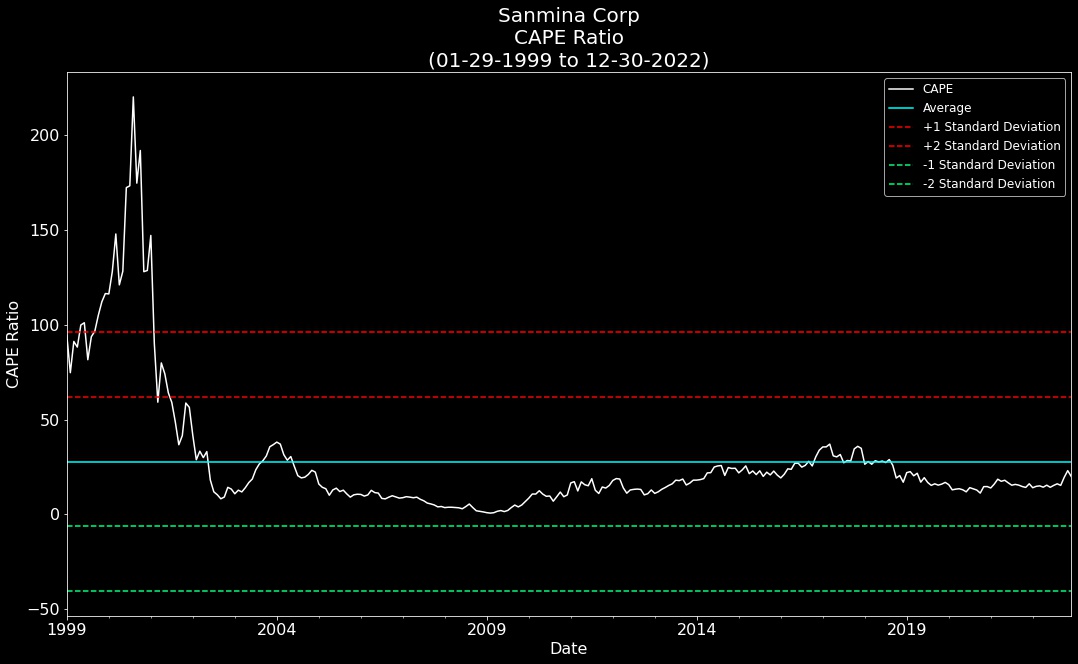 Sanmina Corp
CAPE Ratio
(01-29-1999 to 12-30-2022)
CAPE
Average
+1 Standard Deviation
+2 Standard Deviation
-1 Standard Deviation
-2 Standard Deviation
CAPE Ratio
200
150
100
50
0
−50
1999
2004
2009
2014
2019
Date